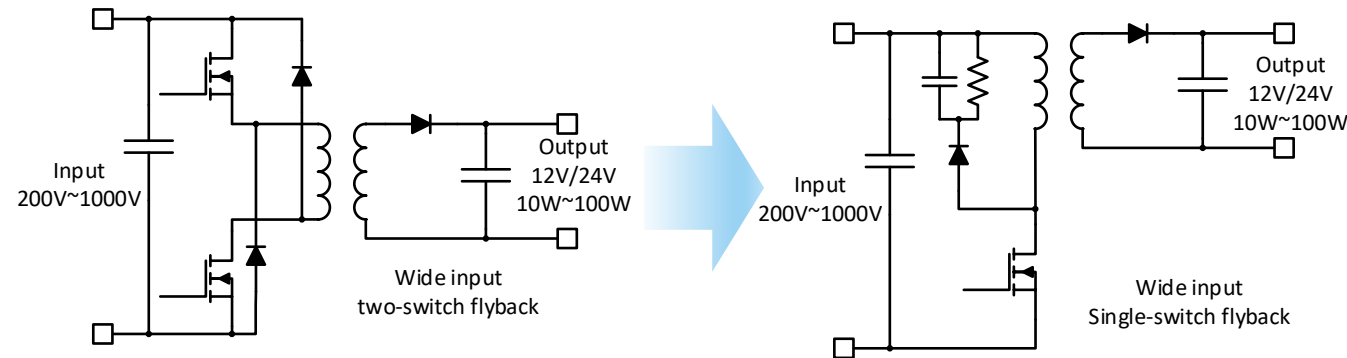 Input
200V~1000V
Output
12V/24V
10W~100W
Wide input
two-switch flyback
Input
200V~1000V
Output
12V/24V
10W~100W
Wide input
Single-switch flyback